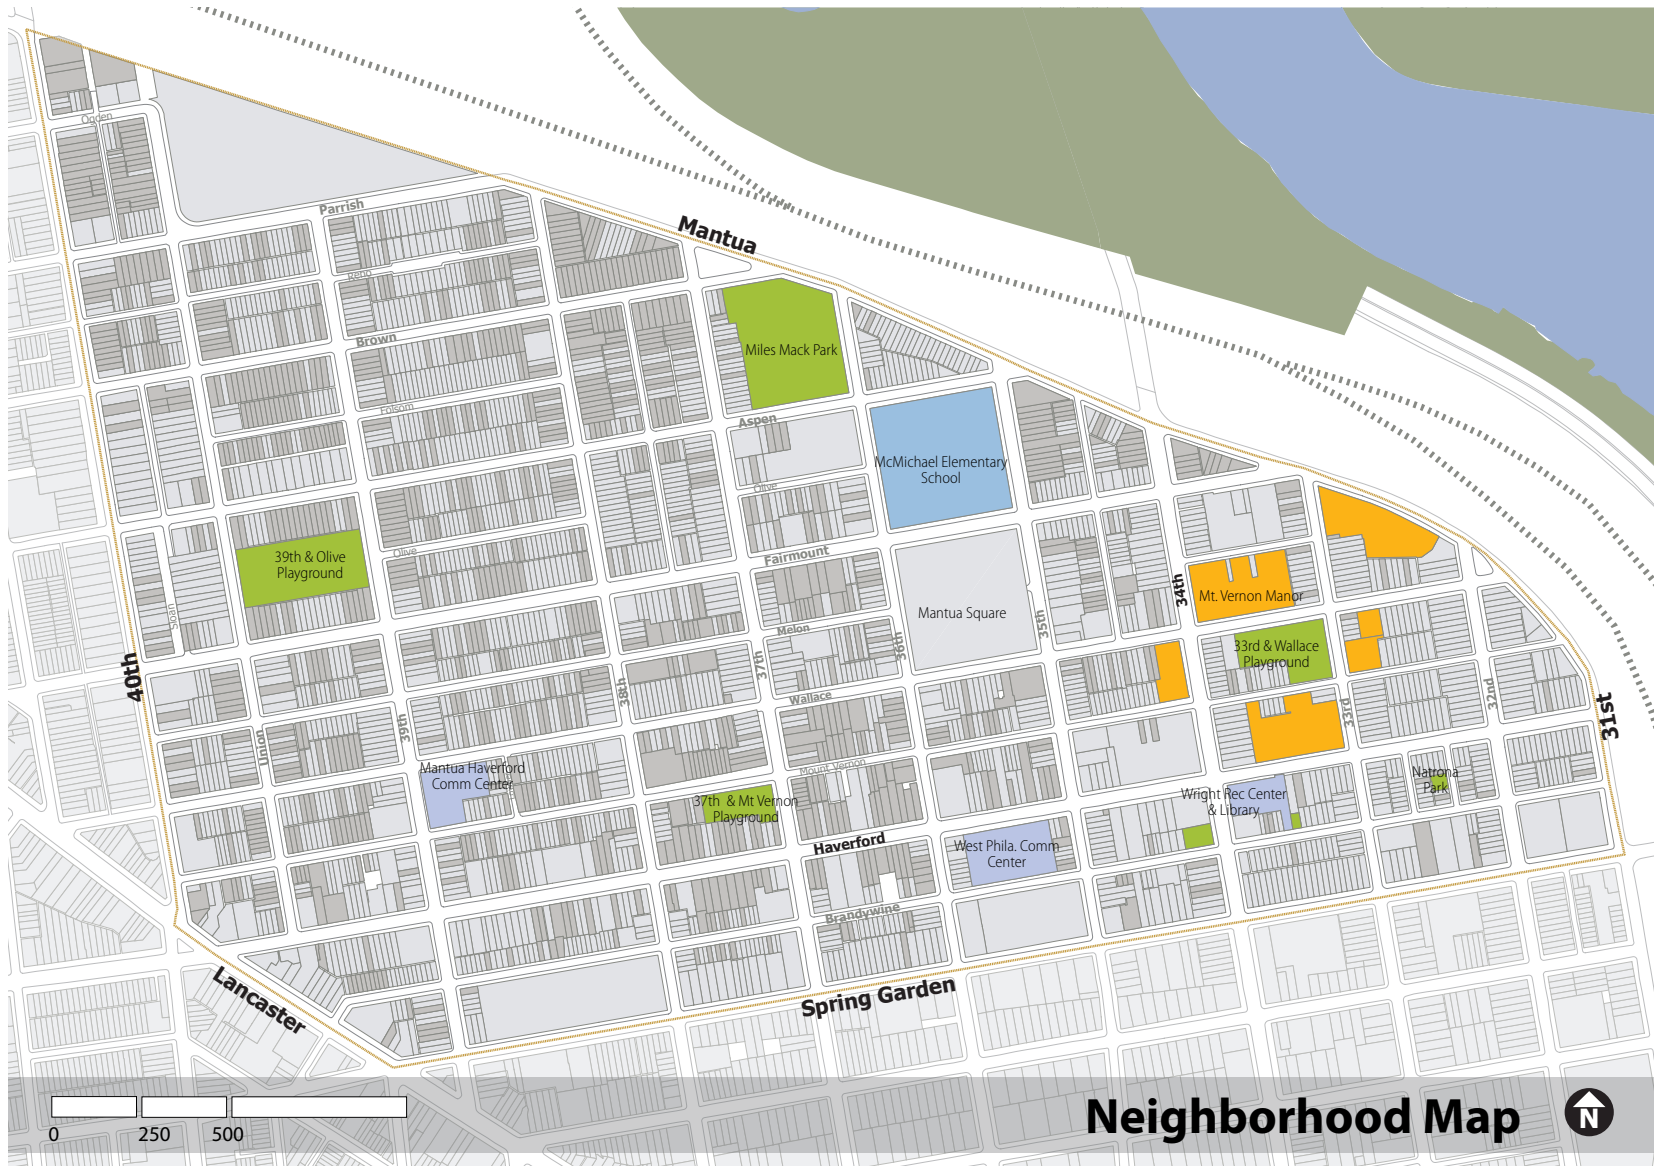 Ogden
Parrish
Mantua
Reno
Brown
Miles Mack Park
Folsom
Aspen
McMichael Elementary
School
Olive
Olive
Fairmount
39th & Olive
Playground
34th
Mt. Vernon Manor
Sloan
Mantua Square
35th
Melon
36th
33rd & Wallace
Playground
37th
40th
38th
Wallace
32nd
31st
39th
33rd
Union
Mantua Haverford
Comm Center
Mount Vernon
Natrona
Park
37th & Mt Vernon
Playground
Wright Rec Center
& Library
Haverford
West Phila. Comm
Center
Brandywine
Lancaster
Spring Garden
0
250
500
Neighborhood Map
N